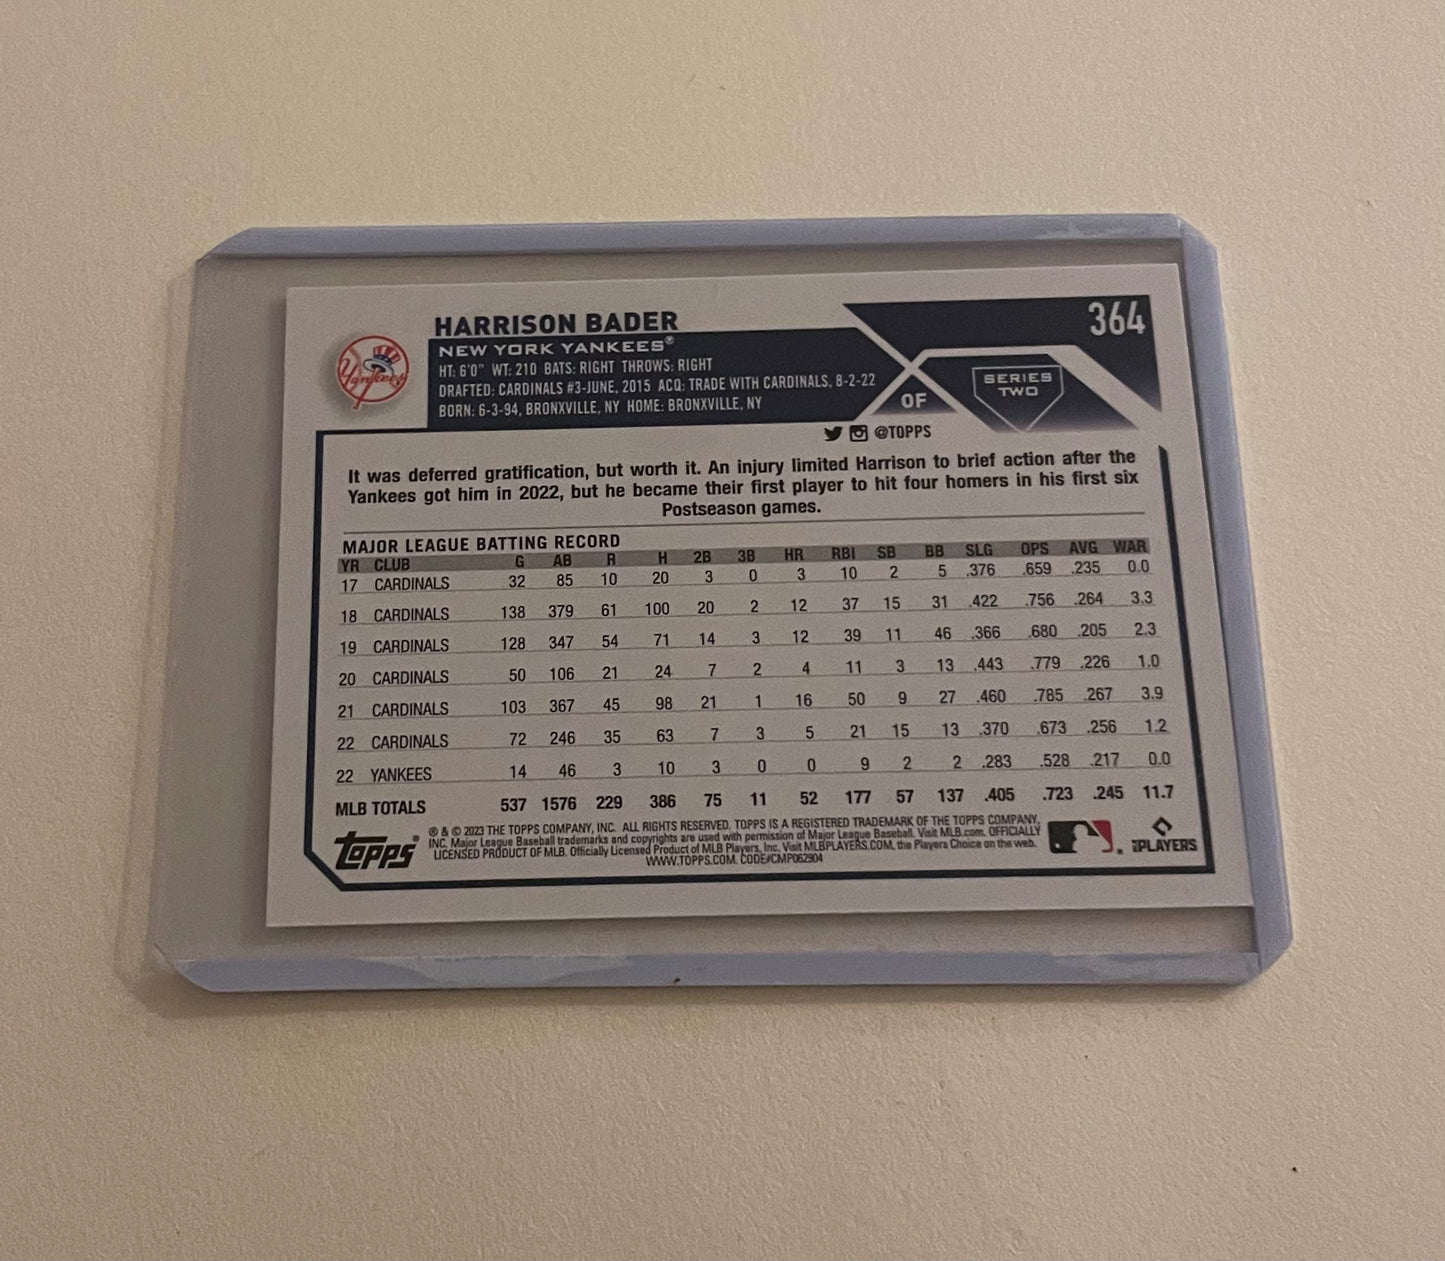 HARRISON BADER
364
NEW YORK YANKEES®
HT: 6'0" WT: 210 BATS: RIGHT THROWS: RIGHT
DRAFTED: CARDINALS #3-JUNE, 2015 ACQ: TRADE WITH CARDINALS, 8-2-22
BORN: 6-3-94, BRONXVILLE, NY HOME: BRONXVILLE, NY
OF
SERIES
TWO
Yankees
@TOPPS
It was deferred gratification, but worth it. An injury limited Harrison to brief action after the
Yankees got him in 2022, but he became their first player to hit four homers in his first six
Postseason games.
MAJOR LEAGUE BATTING RECORD
YR CLUB G AB R H 2B 3B HR RBI SB BB SLG OPS AVG WAR
17 CARDINALS 32 85 10 20 3 0 3 10 2 5 .376 .659 .235 0.0
18 CARDINALS 138 379 61 100 20 2 12 37 15 31 .422 .756 .264 3.3
19 CARDINALS 128 347 54 71 14 3 12 39 11 46 .366 .680 .205 2.3
20 CARDINALS 50 106 21 24 7 2 4 11 3 13 .443 .779 .226 1.0
21 CARDINALS 103 367 45 98 21 1 16 50 9 27 .460 .785 .267 3.9
22 CARDINALS 72 246 35 63 7 3 5 21 15 13 .370 .673 .256 1.2
22 YANKEES 14 46 3 10 3 0 0 9 2 2 .283 .528 .217 0.0
MLB TOTALS 537 1576 229 386 75 11 52 177 57 137 .405 .723 .245 11.7
Topps®
® & © 2023 THE TOPPS COMPANY, INC. ALL RIGHTS RESERVED. TOPPS IS A REGISTERED TRADEMARK OF THE TOPPS COMPANY,
INC. Major League Baseball trademarks and copyrights are used with permission of Major League Baseball. Visit MLB.com. OFFICIALLY
LICENSED PRODUCT OF MLB. Officially Licensed Product of MLB Players, Inc. Visit MLBPLAYERS.COM, the Players Choice on the web.
WWW.TOPPS.COM. CODE#CMP062904
MLBPLAYERS